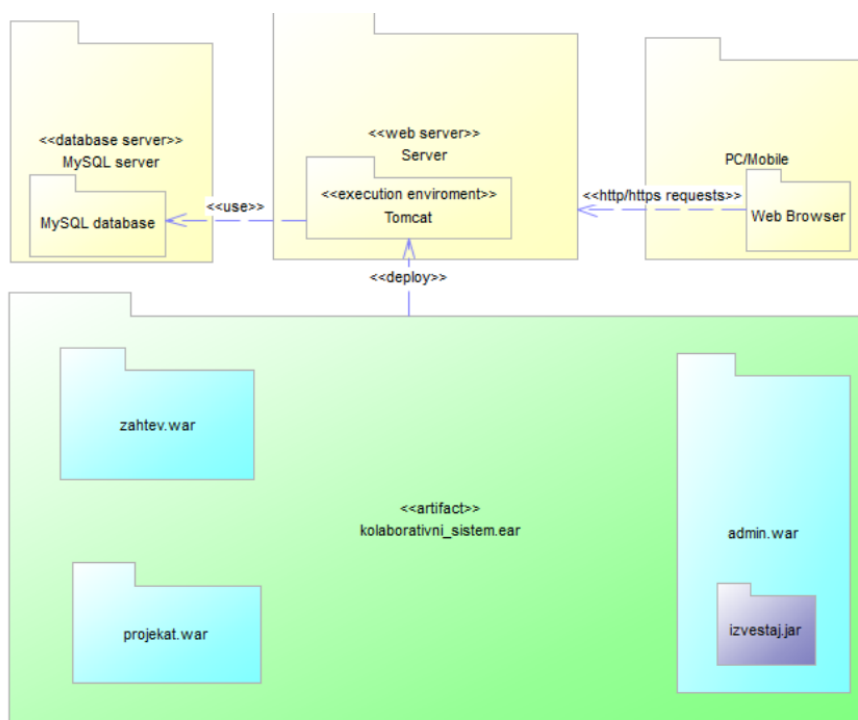 <<database server>>
MySQL server
MySQL database
<<use>>
<<web server>>
Server
<<execution enviroment>>
Tomcat
<<http/https requests>>
PC/Mobile
Web Browser
<<deploy>>
zahtev.war
<<artifact>>
kolaborativni_sistem.ear
projekat.war
admin.war
izvestaj.jar